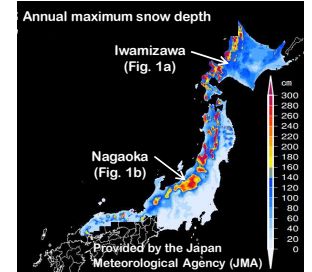 Annual maximum snow depth
Iwamizawa
(Fig. 1a)
Nagaoka
(Fig. 1b)
cm
300
280
260
240
220
200
180
160
140
120
100
80
60
40
20
0
Provided by the Japan
Meteorological Agency (JMA)